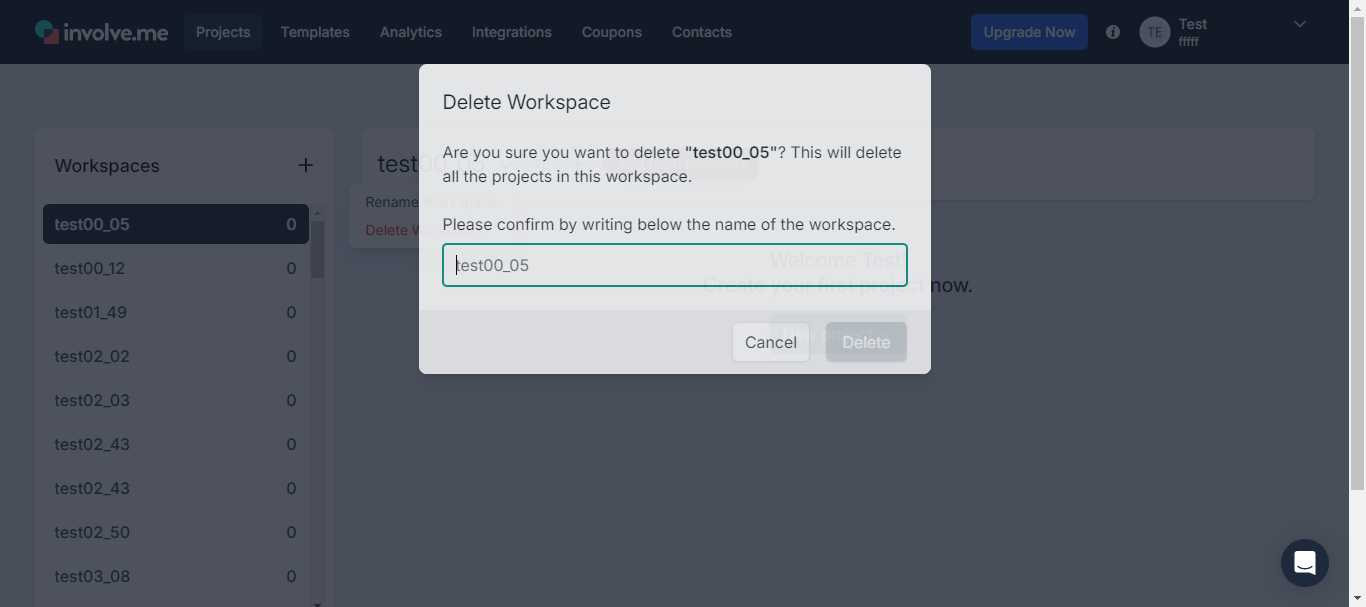 involve.me
Projects
Templates
Analytics
Integrations
Coupons
Contacts
Upgrade Now
TE
Test
fffff
Delete Workspace
Are you sure you want to delete "test00_05"? This will delete
all the projects in this workspace.
Please confirm by writing below the name of the workspace.
test00_05
Cancel
Delete
Workspaces
test00_05 0
test00_12 0
test01_49 0
test02_02 0
test02_03 0
test02_43 0
test02_43 0
test02_50 0
test03_08 0
test00
Rename Workspace
Delete
Welcome Test!
Create your first project now.
New project